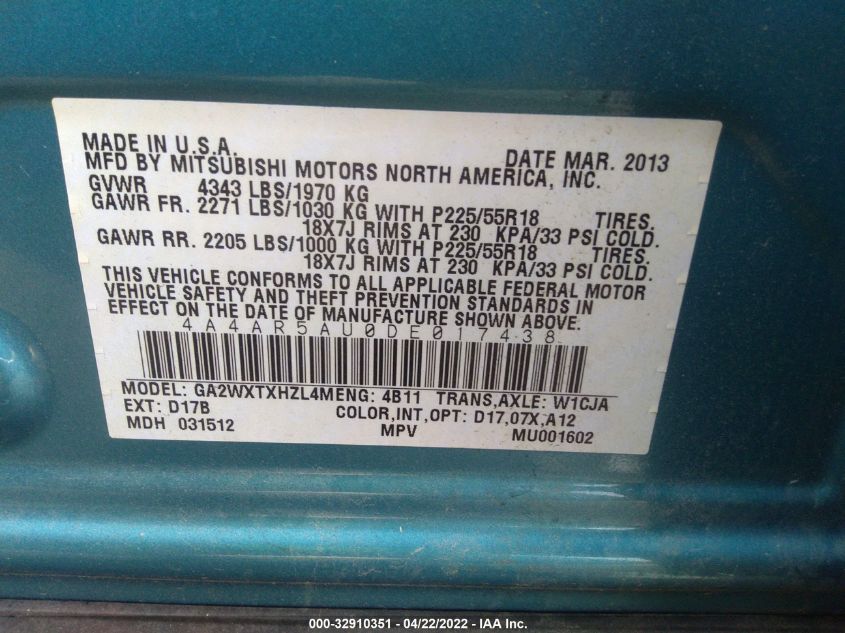 MADE IN U.S.A. DATE MAR. 2013
MFD BY MITSUBISHI MOTORS NORTH AMERICA, INC.
GVWR 4343 LBS/1970 KG
GAWR FR. 2271 LBS/1030 KG WITH P225/55R18 TIRES.
18X7J RIMS AT 230 KPA/33 PSI COLD.
GAWR RR. 2205 LBS/1000 KG WITH P225/55R18 TIRES.
18X7J RIMS AT 230 KPA/33 PSI COLD.
THIS VEHICLE CONFORMS TO ALL APPLICABLE FEDERAL MOTOR
VEHICLE SAFETY AND THEFT PREVENTION STANDARDS IN
EFFECT ON THE DATE OF MANUFACTURE SHOWN ABOVE.
4A4AR5AU0DE017438
MODEL: GA2WXTXHZL4MENG: 4B11 TRANS,AXLE: W1CJA
EXT: D17B COLOR,INT,OPT: D17,07X,A12
MDH 031512 MPV MU001602
000-32910351 - 04/22/2022 - IAA Inc.